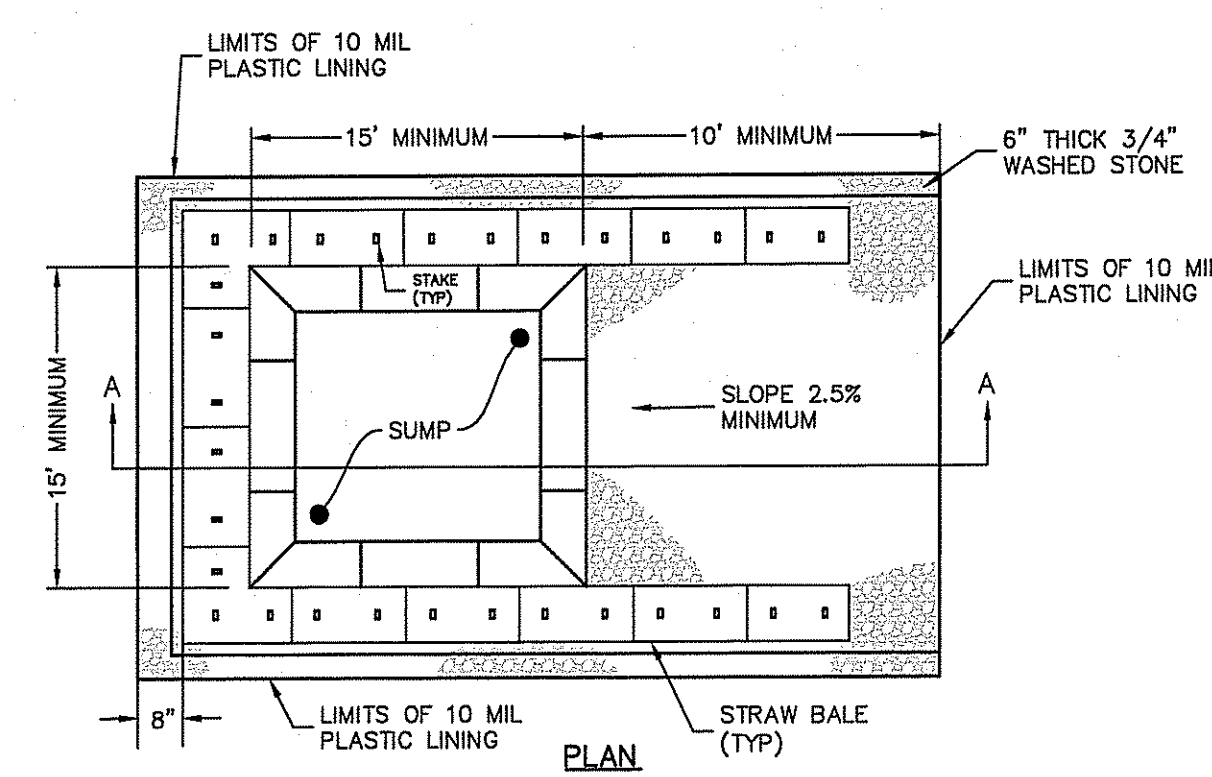 LIMITS OF 10 MIL
PLASTIC LINING
15' MINIMUM
10' MINIMUM
6" THICK 3/4"
WASHED STONE
STAKE
(TYP)
LIMITS OF 10 MIL
PLASTIC LINING
15' MINIMUM
A
A
SLOPE 2.5%
MINIMUM
SUMP
8"
LIMITS OF 10 MIL
PLASTIC LINING
STRAW BALE
(TYP)
PLAN